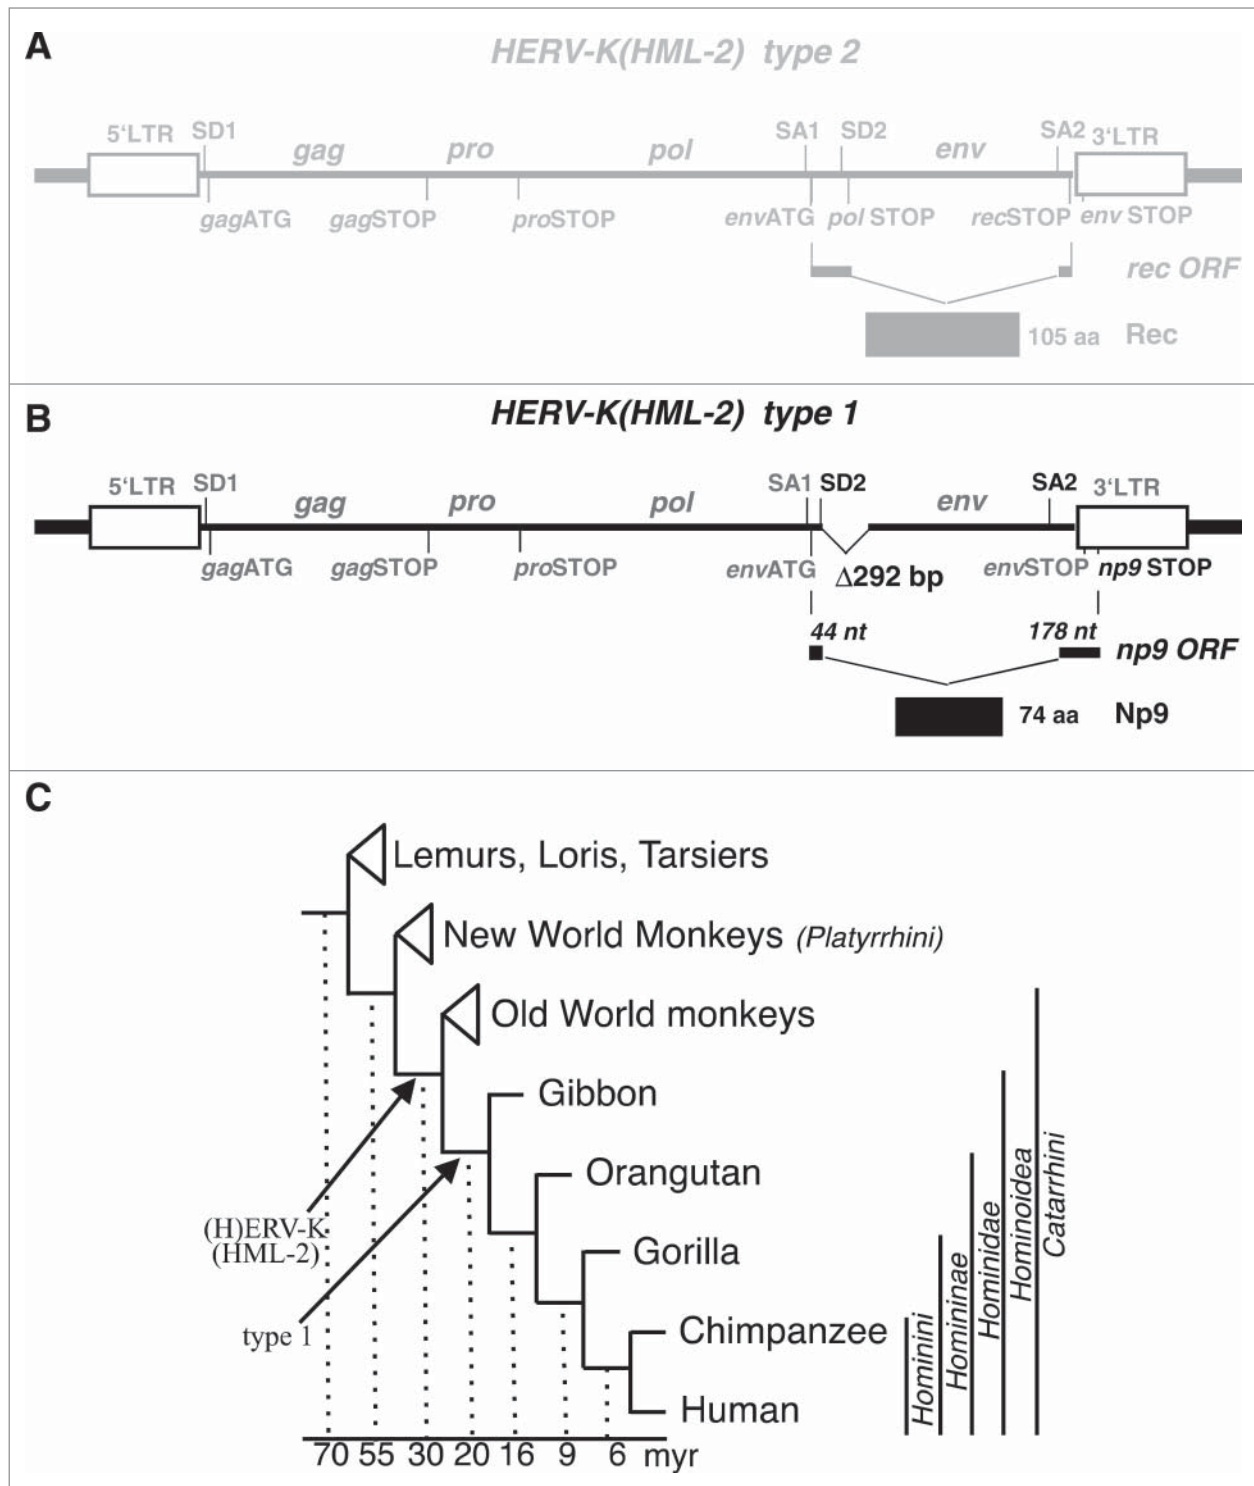 A
HERV-K(HML-2) type 2
5‘LTR SD1 SA1 SD2 SA2 3‘LTR
gag pro pol env
gagATG gagSTOP proSTOP envATG pol STOP recSTOP env STOP
rec ORF
105 aa Rec
B
HERV-K(HML-2) type 1
5‘LTR SD1 SA1 SD2 SA2 3‘LTR
gag pro pol env
gagATG gagSTOP proSTOP envATG Δ292 bp envSTOP np9 STOP
44 nt 178 nt
np9 ORF
74 aa Np9
C
Lemurs, Loris, Tarsiers
New World Monkeys (Platyrrhini)
Old World monkeys
Gibbon
Orangutan
Gorilla
Chimpanzee
Human
(H)ERV-K
(HML-2)
type 1
Hominini
Homininae
Hominidae
Hominoidea
Catarrhini
70 55 30 20 16 9 6 myr